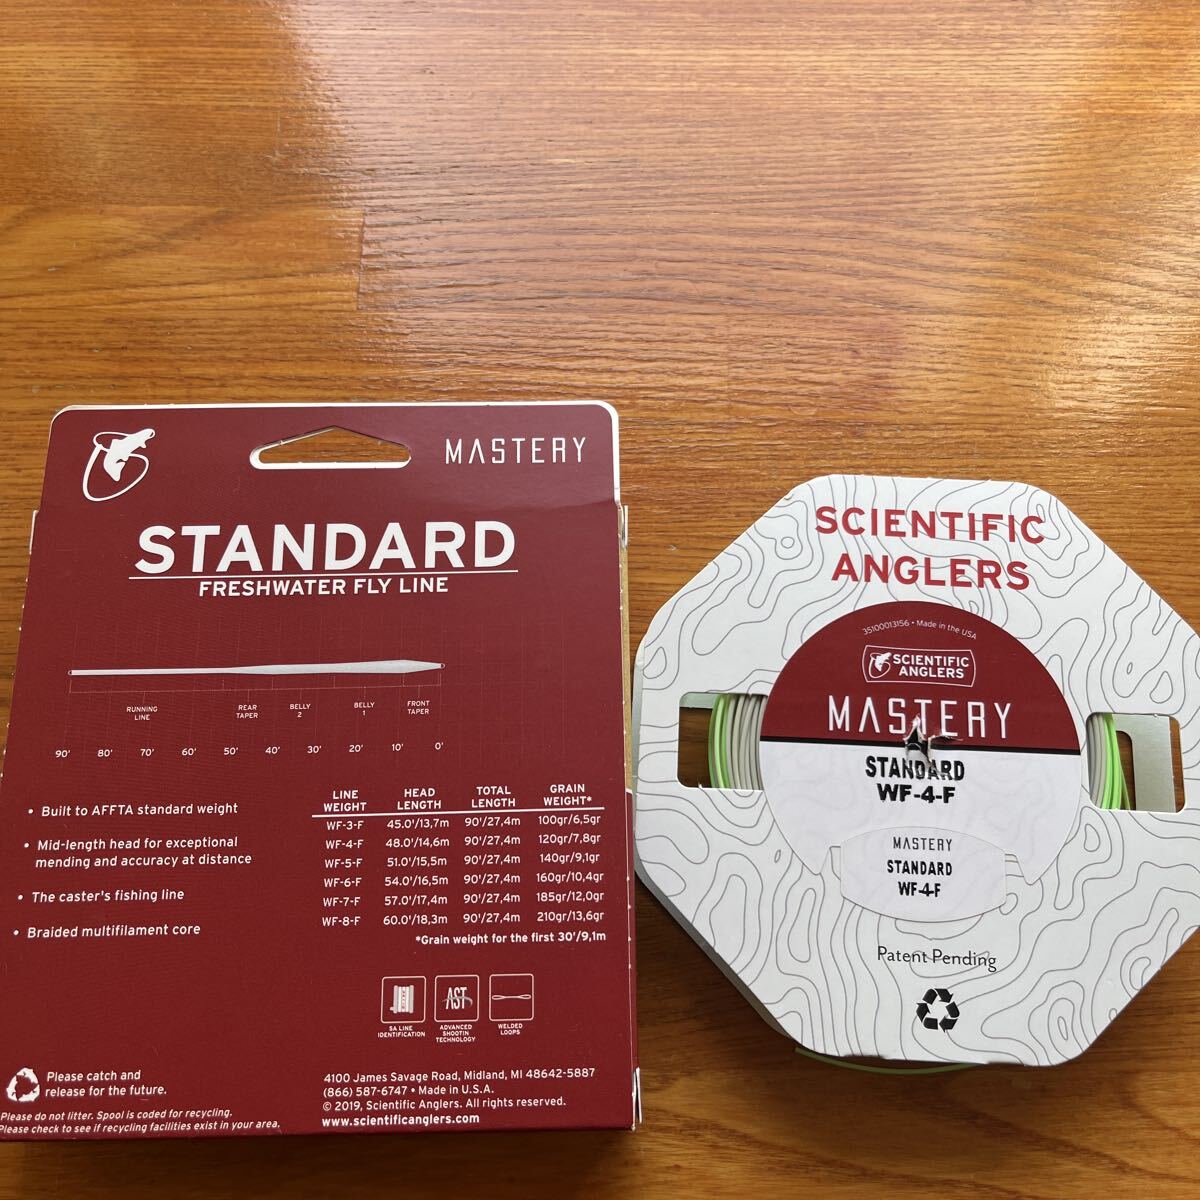 MASTERY
STANDARD
FRESHWATER FLY LINE
RUNNING LINE
REAR TAPER
BELLY 2
BELLY 1
FRONT TAPER
90' 80' 70' 60' 50' 40' 30' 20' 10' 0'
• Built to AFFTA standard weight
• Mid-length head for exceptional
mending and accuracy at distance
• The caster's fishing line
• Braided multifilament core
LINE WEIGHT HEAD LENGTH TOTAL LENGTH GRAIN WEIGHT*
WF-3-F 45.0'/13,7m 90'/27,4m 100gr/6,5gr
WF-4-F 48.0'/14,6m 90'/27,4m 120gr/7,8gr
WF-5-F 51.0'/15,5m 90'/27,4m 140gr/9,1gr
WF-6-F 54.0'/16,5m 90'/27,4m 160gr/10,4gr
WF-7-F 57.0'/17,4m 90'/27,4m 185gr/12,0gr
WF-8-F 60.0'/18,3m 90'/27,4m 210gr/13,6gr
*Grain weight for the first 30'/9,1m
SA LINE
IDENTIFICATION
AST
ADVANCED
SHOOTIN
TECHNOLOGY
WELDED
LOOPS
Please catch and
release for the future.
Please do not litter. Spool is coded for recycling.
Please check to see if recycling facilities exist in your area.
4100 James Savage Road, Midland, MI 48642-5887
(866) 587-6747 • Made in U.S.A.
© 2019, Scientific Anglers. All rights reserved.
www.scientificanglers.com
SCIENTIFIC
ANGLERS
35100013156 • Made in the USA
SCIENTIFIC
ANGLERS
MASTERY
STANDARD
WF-4-F
MASTERY
STANDARD
WF-4-F
Patent Pending